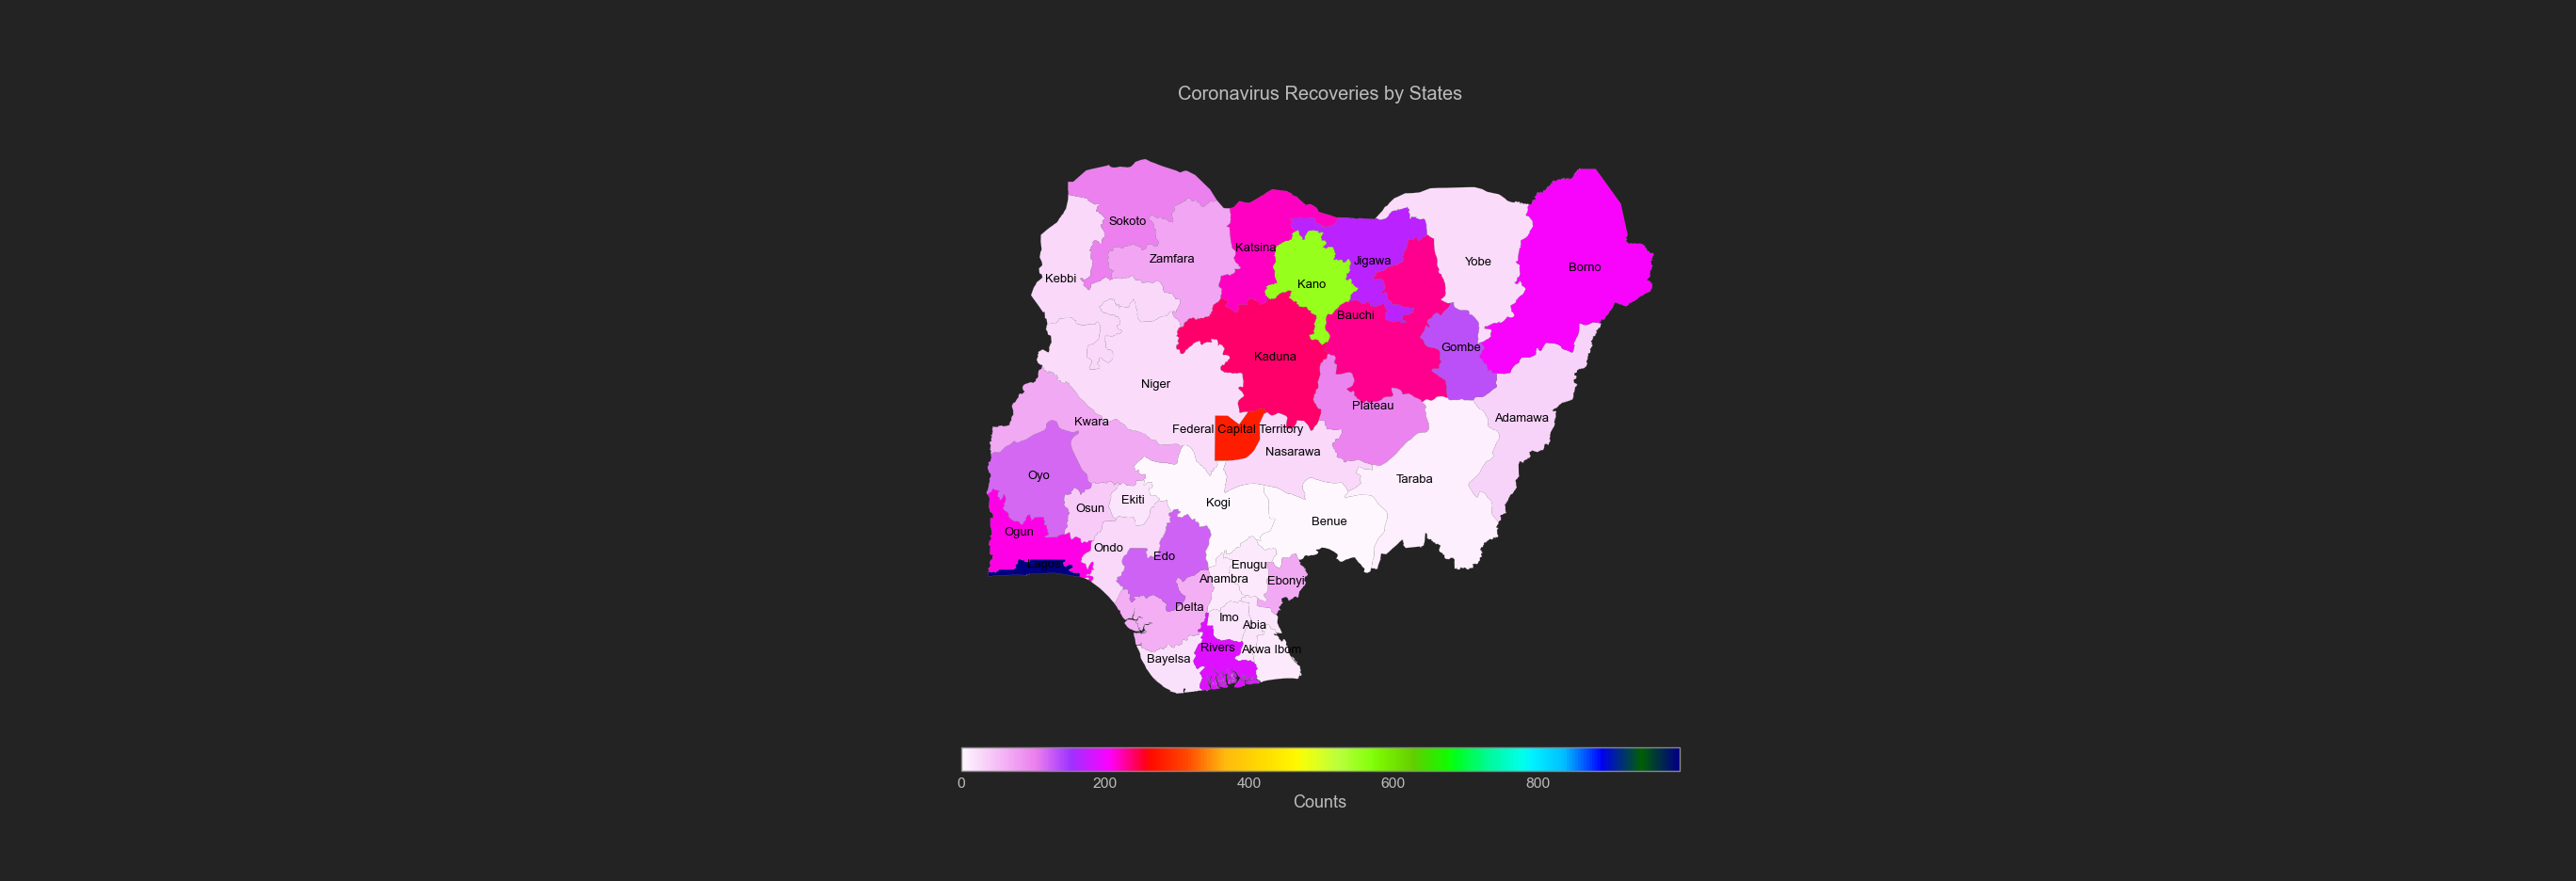 Coronavirus Recoveries by States
Sokoto
Katsina
Zamfara
Jigawa
Yobe
Borno
Kebbi
Kano
Bauchi
Gombe
Kaduna
Niger
Plateau
Adamawa
Kwara
Federal Capital Territory
Nasarawa
Oyo
Taraba
Ekiti
Kogi
Osun
Benue
Ogun
Ondo
Edo
Lagos
Enugu
Anambra
Ebonyi
Delta
Imo
Abia
Rivers
Akwa Ibom
Bayelsa
0 200 400 600 800
Counts